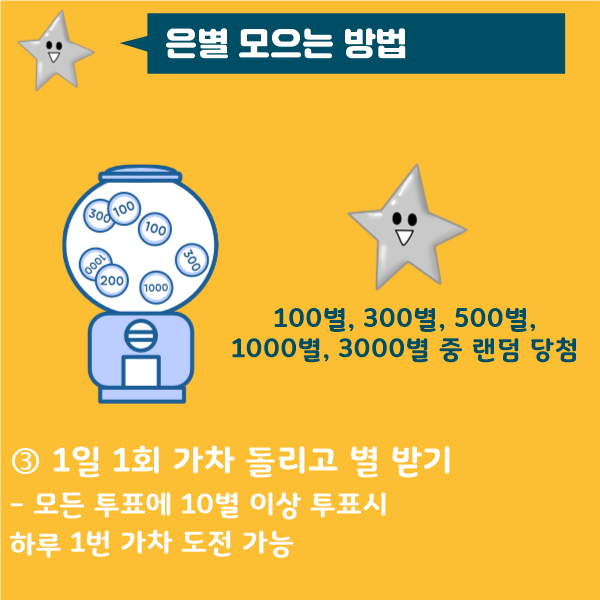 은별 모으는 방법
300
100
100
300
1000
200
1000
100별, 300별, 500별,
1000별, 3000별 중 랜덤 당첨
③ 1일 1회 가차 돌리고 별 받기
- 모든 투표에 10별 이상 투표시
하루 1번 가차 도전 가능